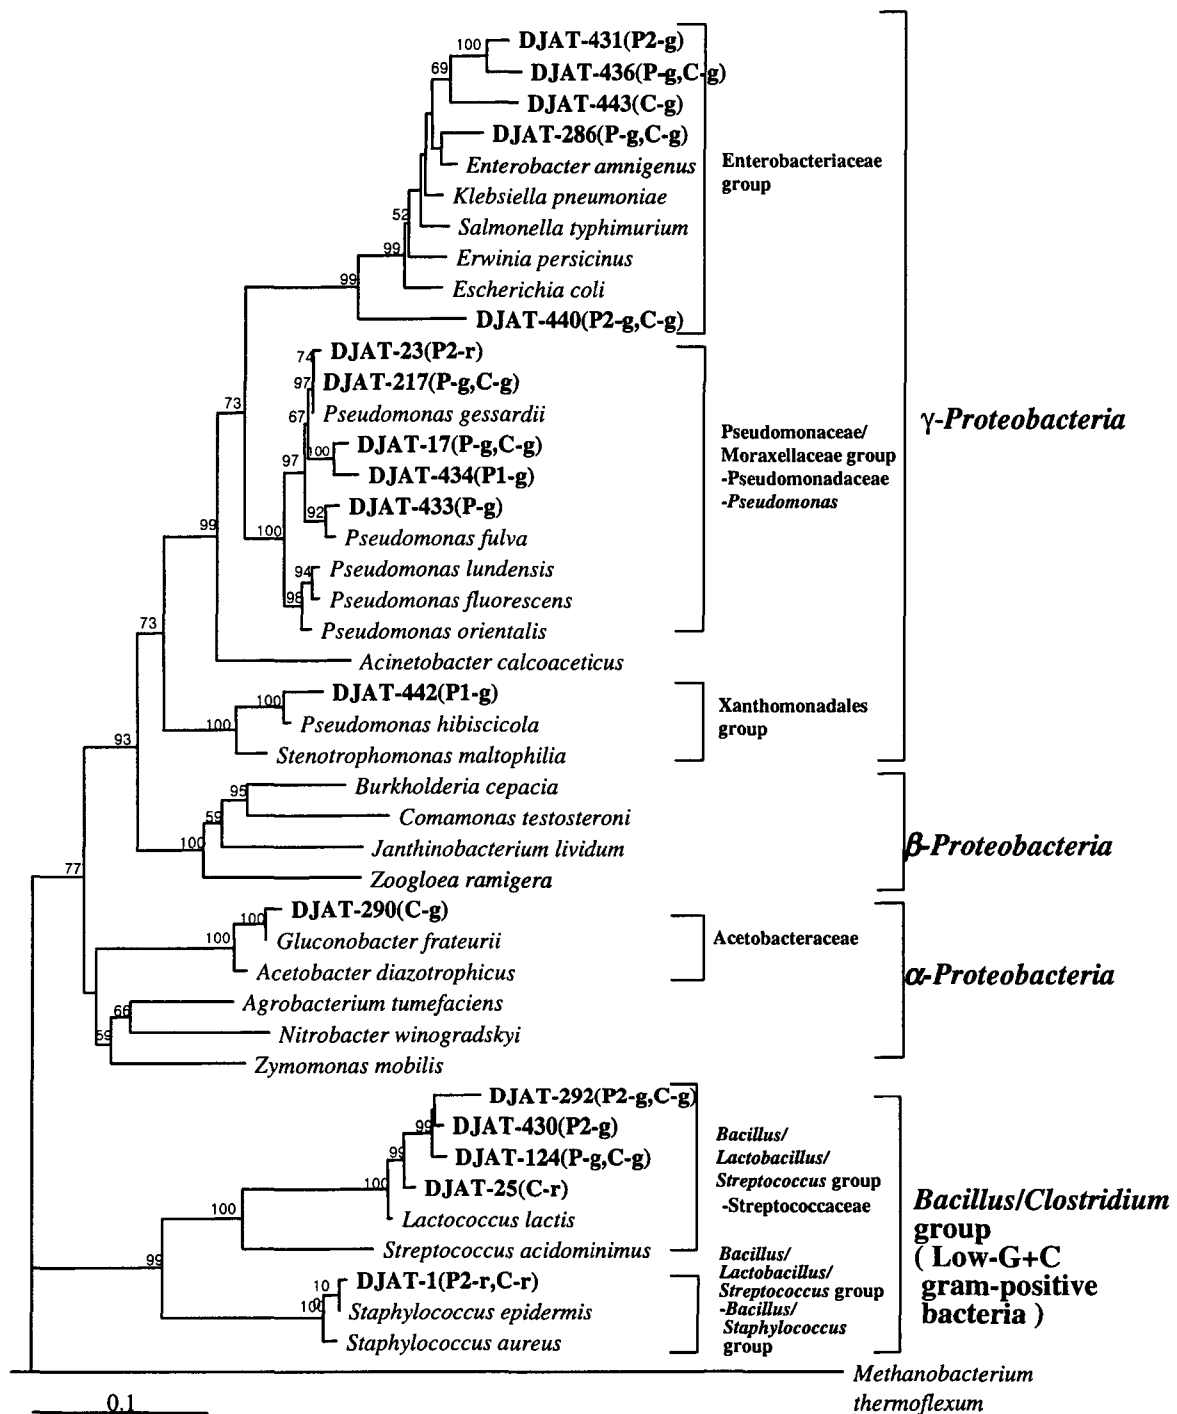 100
DJAT-431(P2-g)
69
DJAT-436(P-g,C-g)
DJAT-443(C-g)
DJAT-286(P-g,C-g)
Enterobacter amnigenus
Enterobacteriaceae
group
Klebsiella pneumoniae
52
Salmonella typhimurium
99
Erwinia persicinus
99
Escherichia coli
DJAT-440(P2-g,C-g)
74
DJAT-23(P2-r)
97
DJAT-217(P-g,C-g)
73
67
Pseudomonas gessardii
γ-Proteobacteria
100
DJAT-17(P-g,C-g)
Pseudomonaceae/
Moraxellaceae group
-Pseudomonadaceae
-Pseudomonas
97
DJAT-434(P1-g)
92
DJAT-433(P-g)
99
100
Pseudomonas fulva
94
Pseudomonas lundensis
98
Pseudomonas fluorescens
73
Pseudomonas orientalis
Acinetobacter calcoaceticus
100
DJAT-442(P1-g)
Xanthomonadales
group
100
Pseudomonas hibiscicola
93
Stenotrophomonas maltophilia
95
Burkholderia cepacia
59
Comamonas testosteroni
100
Janthinobacterium lividum
β-Proteobacteria
77
Zoogloea ramigera
100
DJAT-290(C-g)
100
Gluconobacter frateurii
Acetobacteraceae
Acetobacter diazotrophicus
α-Proteobacteria
66
Agrobacterium tumefaciens
59
Nitrobacter winogradskyi
Zymomonas mobilis
DJAT-292(P2-g,C-g)
99
DJAT-430(P2-g)
99
DJAT-124(P-g,C-g)
Bacillus/
Lactobacillus/
Streptococcus group
-Streptococcaceae
100
DJAT-25(C-r)
100
Lactococcus lactis
Bacillus/Clostridium
group
( Low-G+C
gram-positive
bacteria )
Streptococcus acidominimus
99
10
DJAT-1(P2-r,C-r)
Bacillus/
Lactobacillus/
Streptococcus group
-Bacillus/
Staphylococcus
group
100
Staphylococcus epidermis
Staphylococcus aureus
Methanobacterium
thermoflexum
0.1